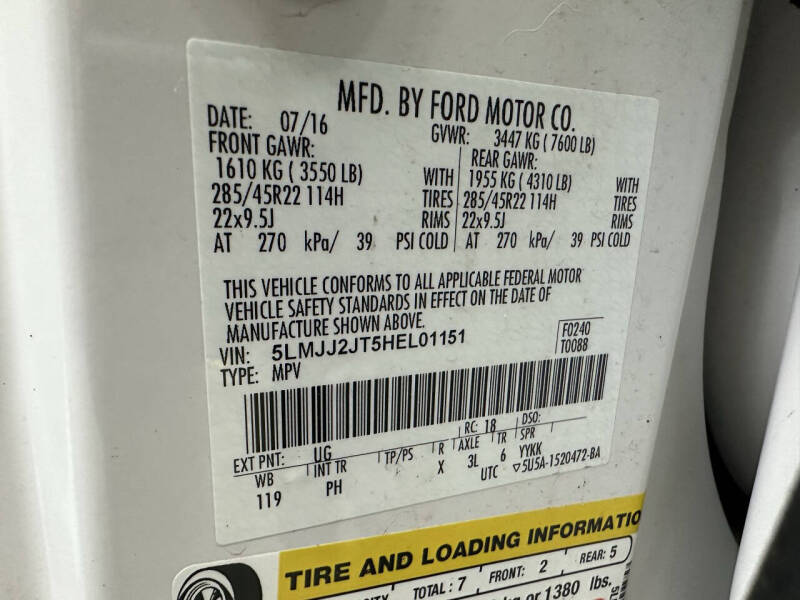 MFD. BY FORD MOTOR CO.
DATE: 07/16 GVWR: 3447 KG ( 7600 LB)
FRONT GAWR: REAR GAWR:
1610 KG ( 3550 LB) WITH 1955 KG ( 4310 LB) WITH
285/45R22 114H TIRES 285/45R22 114H TIRES
22x9.5J RIMS 22x9.5J RIMS
AT 270 kPa/ 39 PSI COLD AT 270 kPa/ 39 PSI COLD
THIS VEHICLE CONFORMS TO ALL APPLICABLE FEDERAL MOTOR
VEHICLE SAFETY STANDARDS IN EFFECT ON THE DATE OF
MANUFACTURE SHOWN ABOVE.
VIN: 5LMJJ2JT5HEL01151 F0240
TYPE: MPV T0088
EXT PNT: UG RC: 18 DSO:
WB INT TR TP/PS R AXLE TR SPR
119 PH X 3L 6 YYKK
UTC ▽5U5A-1520472-BA
TIRE AND LOADING INFORMATIO
TOTAL : 7 FRONT: 2 REAR: 5
kg or 1380 lbs.